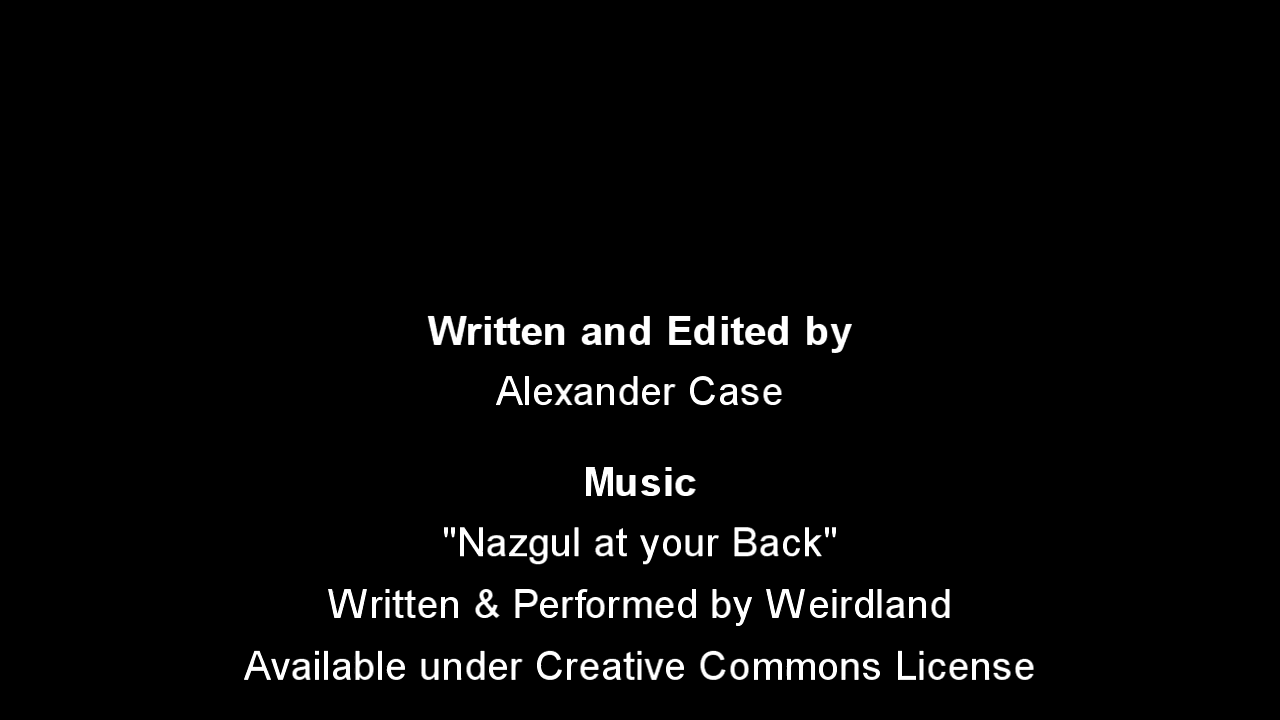 Written and Edited by
Alexander Case
Music
"Nazgul at your Back"
Written & Performed by Weirdland
Available under Creative Commons License